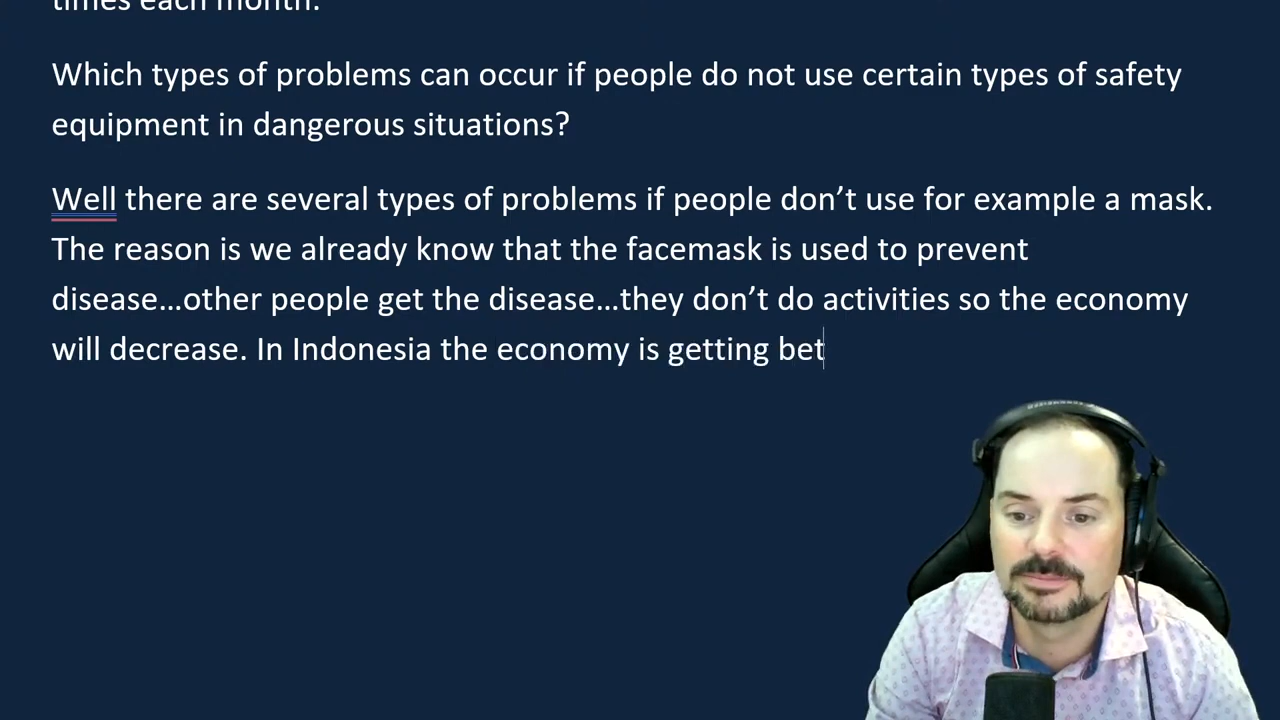 times each month.
Which types of problems can occur if people do not use certain types of safety
equipment in dangerous situations?
Well there are several types of problems if people don’t use for example a mask.
The reason is we already know that the facemask is used to prevent
disease…other people get the disease…they don’t do activities so the economy
will decrease. In Indonesia the economy is getting bet